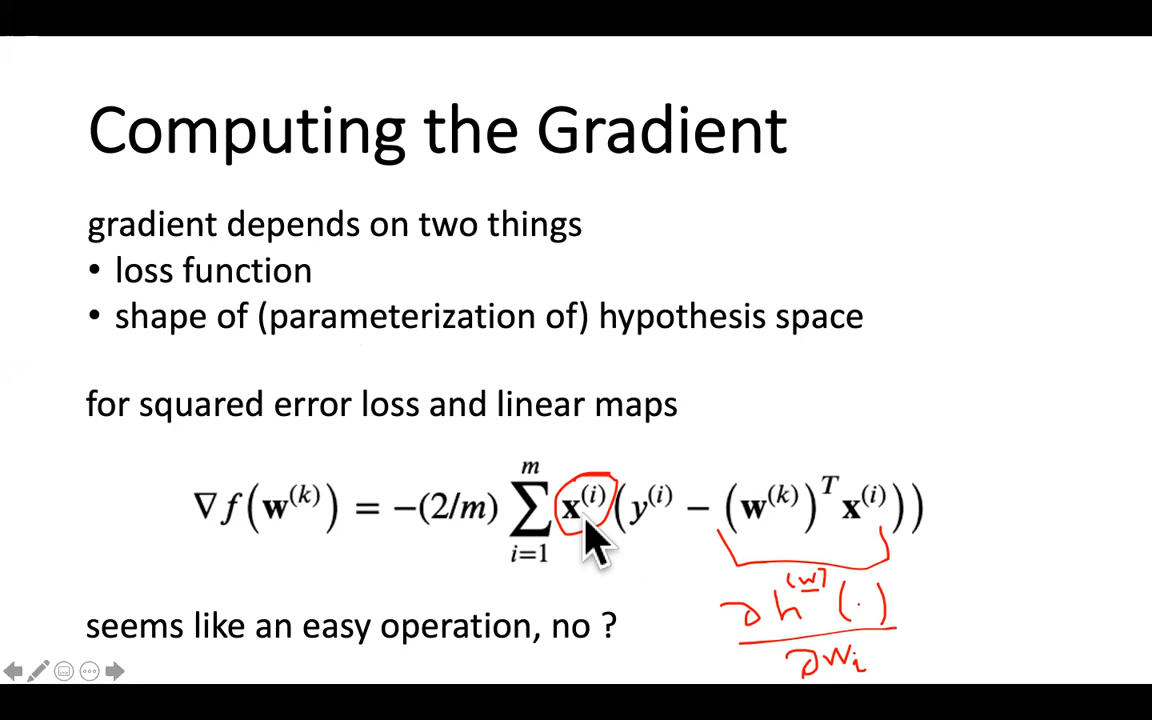 Computing the Gradient
gradient depends on two things
• loss function
• shape of (parameterization of) hypothesis space
for squared error loss and linear maps
∇f(w^(k)) = −(2/m) ∑_{i=1}^{m} x^(i)(y^(i) − (w^(k))^T x^(i)))
∂h^(w)(·)
∂w_i
seems like an easy operation, no ?